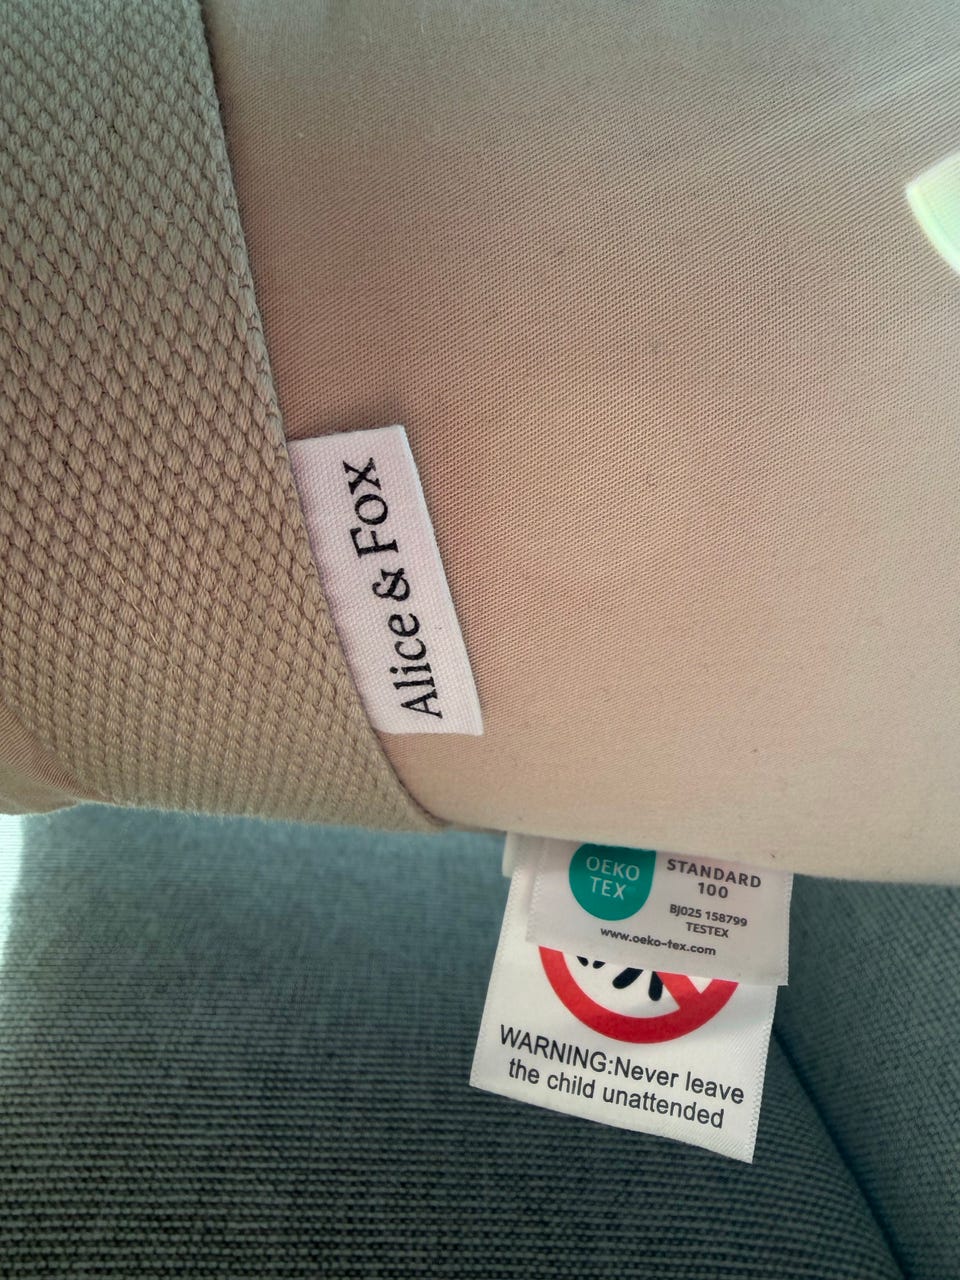 Alice & Fox
OEKO
TEX
STANDARD
100
BJ025 158799
TESTEX
www.oeko-tex.com
WARNING:Never leave
the child unattended